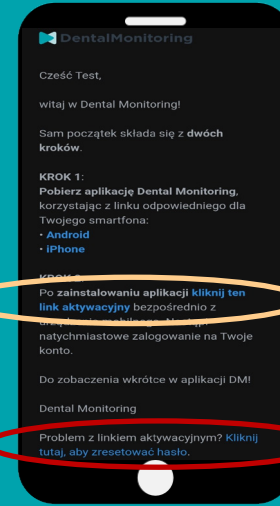 DentalMonitoring
Cześć Test,
witaj w Dental Monitoring!
Sam początek składa się z dwóch
kroków.
KROK 1:
Pobierz aplikację Dental Monitoring,
korzystając z linku odpowiedniego dla
Twojego smartfona:
• Android
• iPhone
KROK
Po zainstalowaniu aplikacji kliknij ten
link aktywacyjny bezpośrednio z
natychmiastowe zalogowanie na Twoje
konto.
Do zobaczenia wkrótce w aplikacji DM!
Dental Monitoring
Problem z linkiem aktywacyjnym? Kliknij
tutaj, aby zresetować hasło.